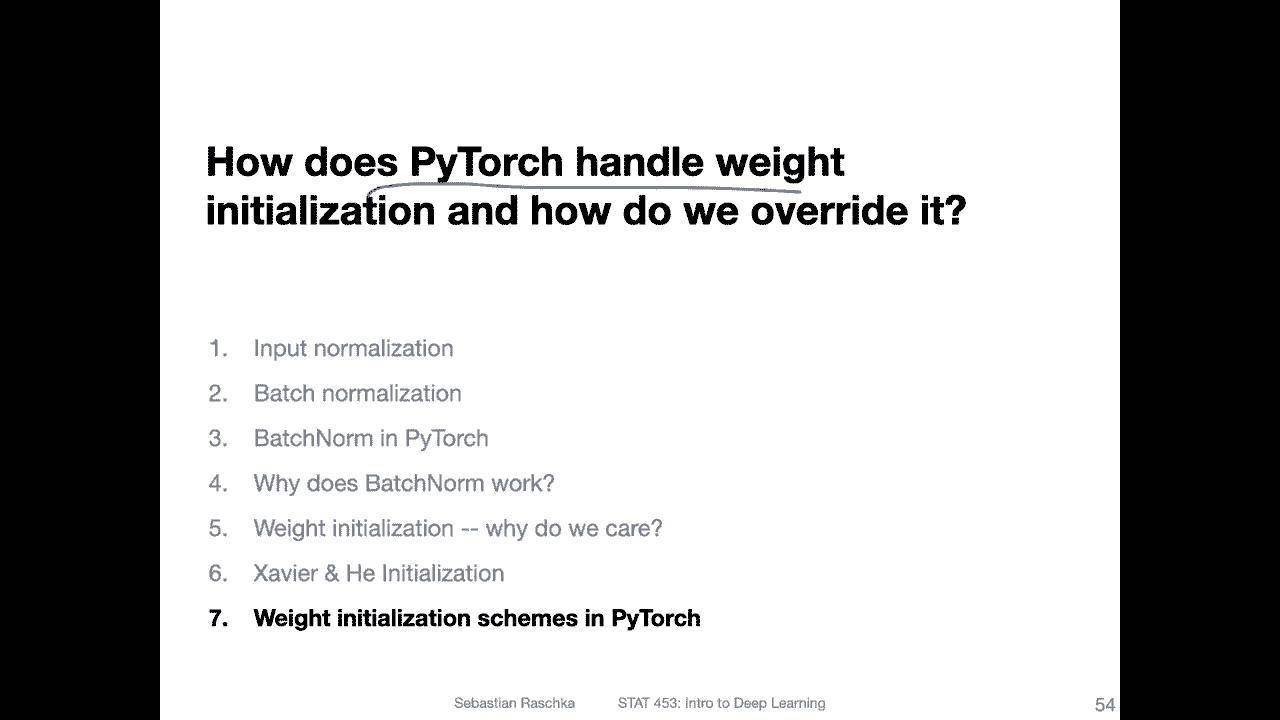 How does PyTorch handle weight
initialization and how do we override it?
1. Input normalization
2. Batch normalization
3. BatchNorm in PyTorch
4. Why does BatchNorm work?
5. Weight initialization -- why do we care?
6. Xavier & He Initialization
7. Weight initialization schemes in PyTorch
Sebastian Raschka STAT 453: Intro to Deep Learning 54